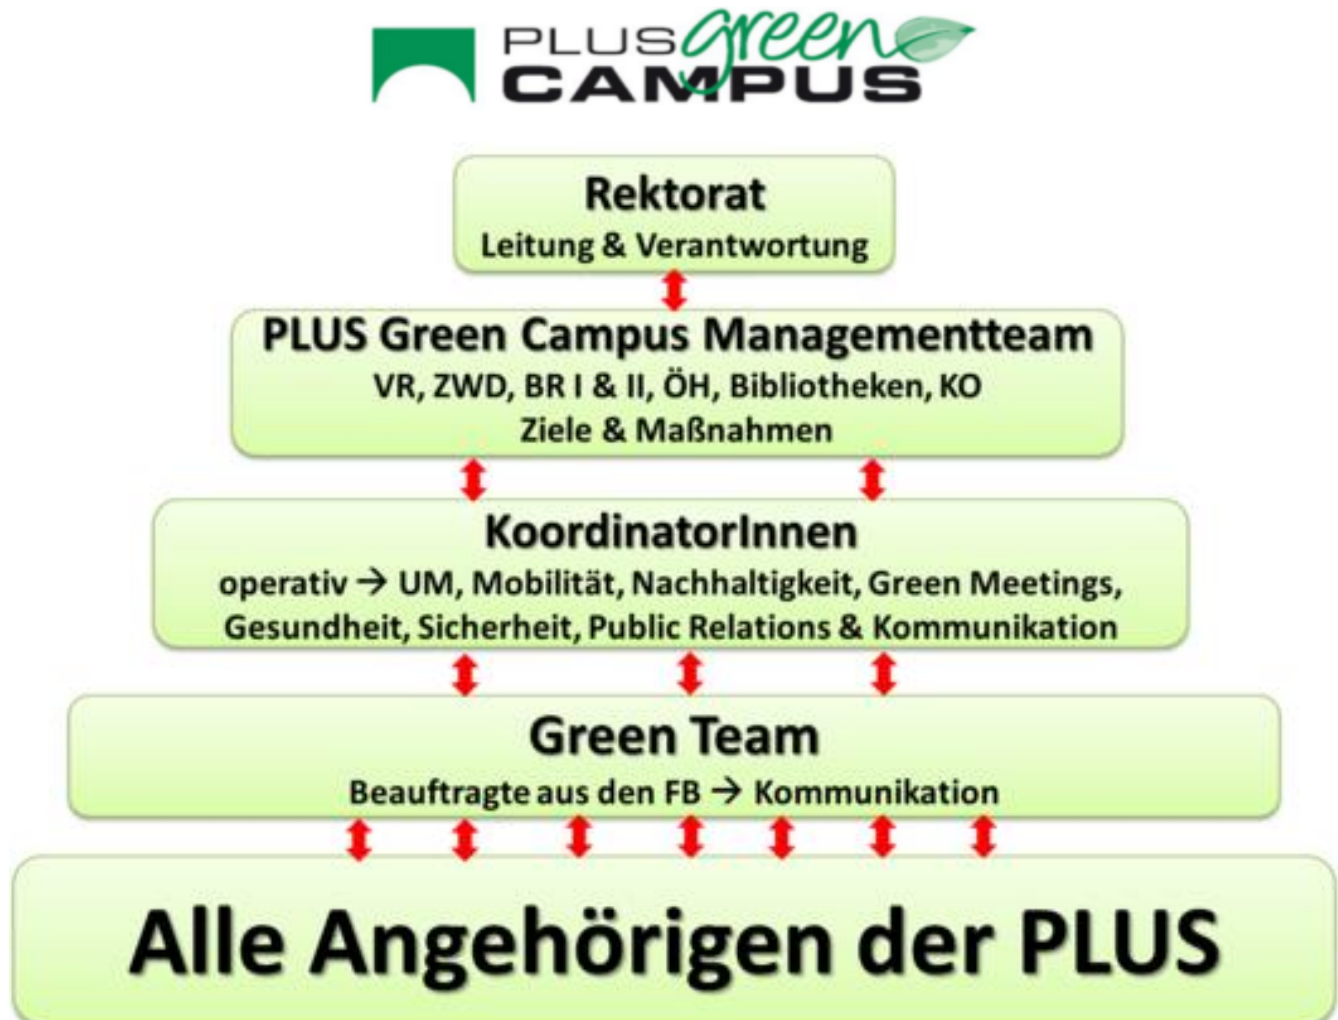 PLUS green
CAMPUS
Rektorat
Leitung & Verantwortung
PLUS Green Campus Managementteam
VR, ZWD, BR I & II, ÖH, Bibliotheken, KO
Ziele & Maßnahmen
KoordinatorInnen
operativ → UM, Mobilität, Nachhaltigkeit, Green Meetings,
Gesundheit, Sicherheit, Public Relations & Kommunikation
Green Team
Beauftragte aus den FB → Kommunikation
Alle Angehörigen der PLUS